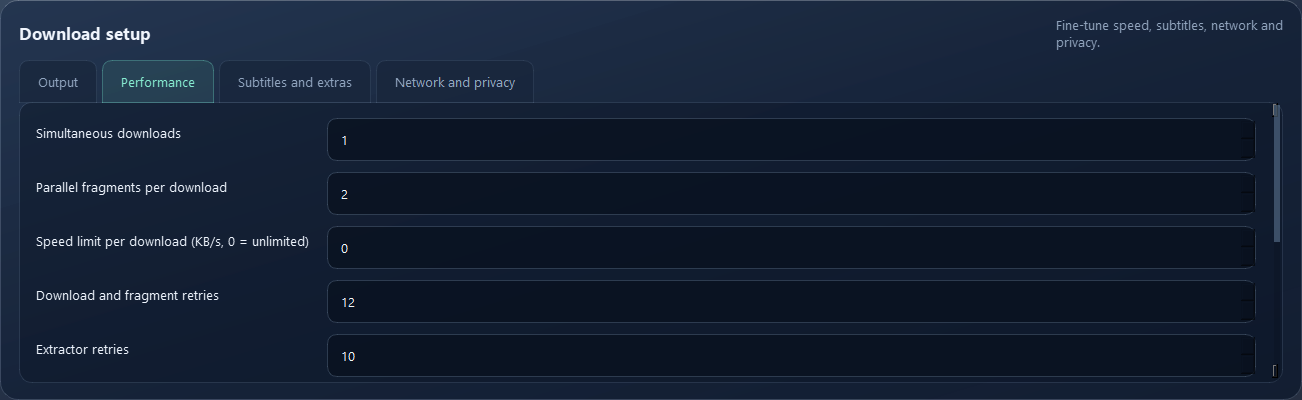 Download setup
Fine-tune speed, subtitles, network and
privacy.
Output
Performance
Subtitles and extras
Network and privacy
Simultaneous downloads
1
Parallel fragments per download
2
Speed limit per download (KB/s, 0 = unlimited)
0
Download and fragment retries
12
Extractor retries
10